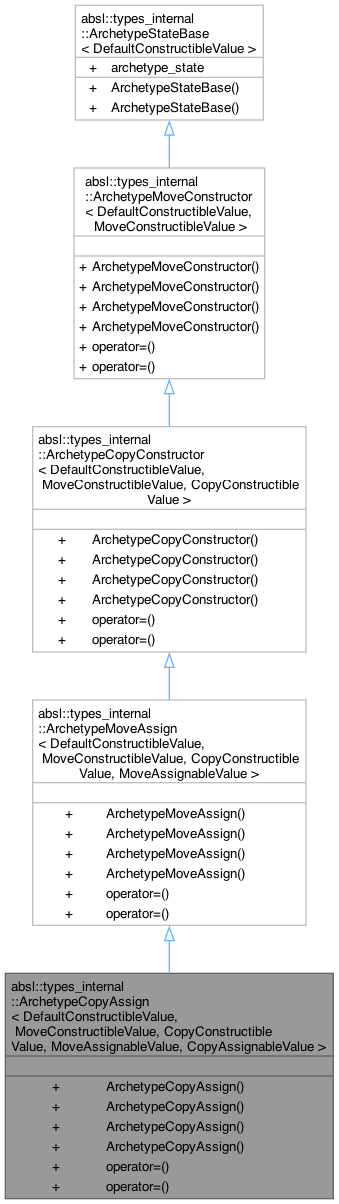 absl::types_internal
::ArchetypeStateBase
< DefaultConstructibleValue >
+ archetype_state
+ ArchetypeStateBase()
+ ArchetypeStateBase()
absl::types_internal
::ArchetypeMoveConstructor
< DefaultConstructibleValue,
MoveConstructibleValue >
+ ArchetypeMoveConstructor()
+ ArchetypeMoveConstructor()
+ ArchetypeMoveConstructor()
+ ArchetypeMoveConstructor()
+ operator=()
+ operator=()
absl::types_internal
::ArchetypeCopyConstructor
< DefaultConstructibleValue,
MoveConstructibleValue, CopyConstructible
Value >
+ ArchetypeCopyConstructor()
+ ArchetypeCopyConstructor()
+ ArchetypeCopyConstructor()
+ ArchetypeCopyConstructor()
+ operator=()
+ operator=()
absl::types_internal
::ArchetypeMoveAssign
< DefaultConstructibleValue,
MoveConstructibleValue, CopyConstructible
Value, MoveAssignableValue >
+ ArchetypeMoveAssign()
+ ArchetypeMoveAssign()
+ ArchetypeMoveAssign()
+ ArchetypeMoveAssign()
+ operator=()
+ operator=()
absl::types_internal
::ArchetypeCopyAssign
< DefaultConstructibleValue,
MoveConstructibleValue, CopyConstructible
Value, MoveAssignableValue, CopyAssignableValue >
+ ArchetypeCopyAssign()
+ ArchetypeCopyAssign()
+ ArchetypeCopyAssign()
+ ArchetypeCopyAssign()
+ operator=()
+ operator=()